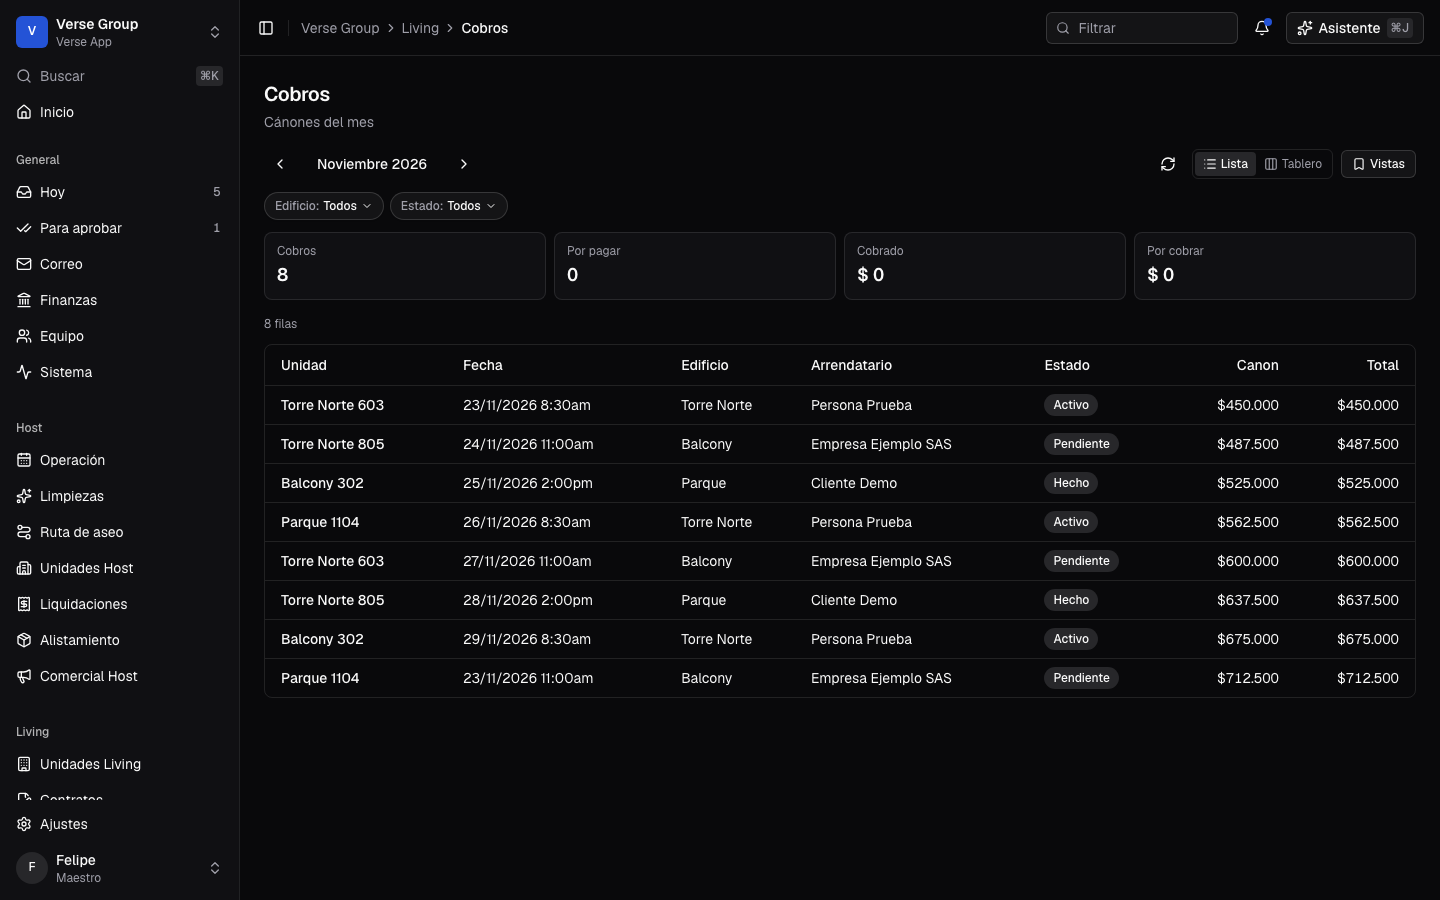 Verse Group
Verse App
Buscar ⌘K
Inicio
General
Hoy 5
Para aprobar 1
Correo
Finanzas
Equipo
Sistema
Host
Operación
Limpiezas
Ruta de aseo
Unidades Host
Liquidaciones
Alistamiento
Comercial Host
Living
Unidades Living
Contratos
Ajustes
F
Felipe
Maestro
V
Verse Group > Living > Cobros
Filtrar
Asistente ⌘J
Cobros
Cánones del mes
Noviembre 2026
Lista Tablero Vistas
Edificio: Todos Estado: Todos
Cobros Por pagar Cobrado Por cobrar
8 0 $ 0 $ 0
8 filas
Unidad Fecha Edificio Arrendatario Estado Canon Total
Torre Norte 603 23/11/2026 8:30am Torre Norte Persona Prueba Activo $450.000 $450.000
Torre Norte 805 24/11/2026 11:00am Balcony Empresa Ejemplo SAS Pendiente $487.500 $487.500
Balcony 302 25/11/2026 2:00pm Parque Cliente Demo Hecho $525.000 $525.000
Parque 1104 26/11/2026 8:30am Torre Norte Persona Prueba Activo $562.500 $562.500
Torre Norte 603 27/11/2026 11:00am Balcony Empresa Ejemplo SAS Pendiente $600.000 $600.000
Torre Norte 805 28/11/2026 2:00pm Parque Cliente Demo Hecho $637.500 $637.500
Balcony 302 29/11/2026 8:30am Torre Norte Persona Prueba Activo $675.000 $675.000
Parque 1104 23/11/2026 11:00am Balcony Empresa Ejemplo SAS Pendiente $712.500 $712.500